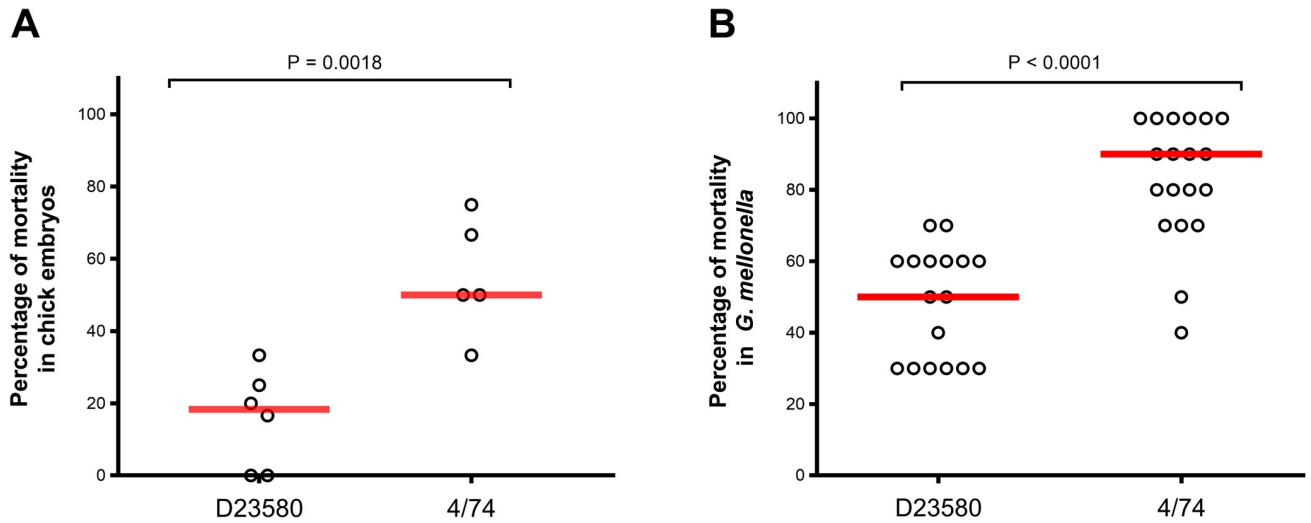 A
P = 0.0018
Percentage of mortality
in chick embryos
100
80
60
40
20
0
D23580
4/74
B
P < 0.0001
Percentage of mortality
in G. mellonella
100
80
60
40
20
0
D23580
4/74